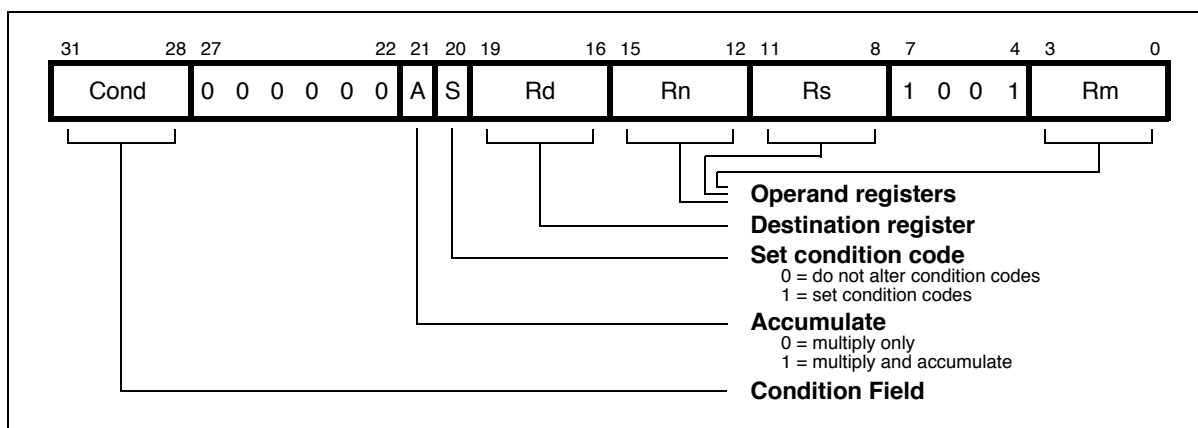 31 28 27 22 21 20 19 16 15 12 11 8 7 4 3 0
Cond 0 0 0 0 0 0 A S Rd Rn Rs 1 0 0 1 Rm
Operand registers
Destination register
Set condition code
0 = do not alter condition codes
1 = set condition codes
Accumulate
0 = multiply only
1 = multiply and accumulate
Condition Field